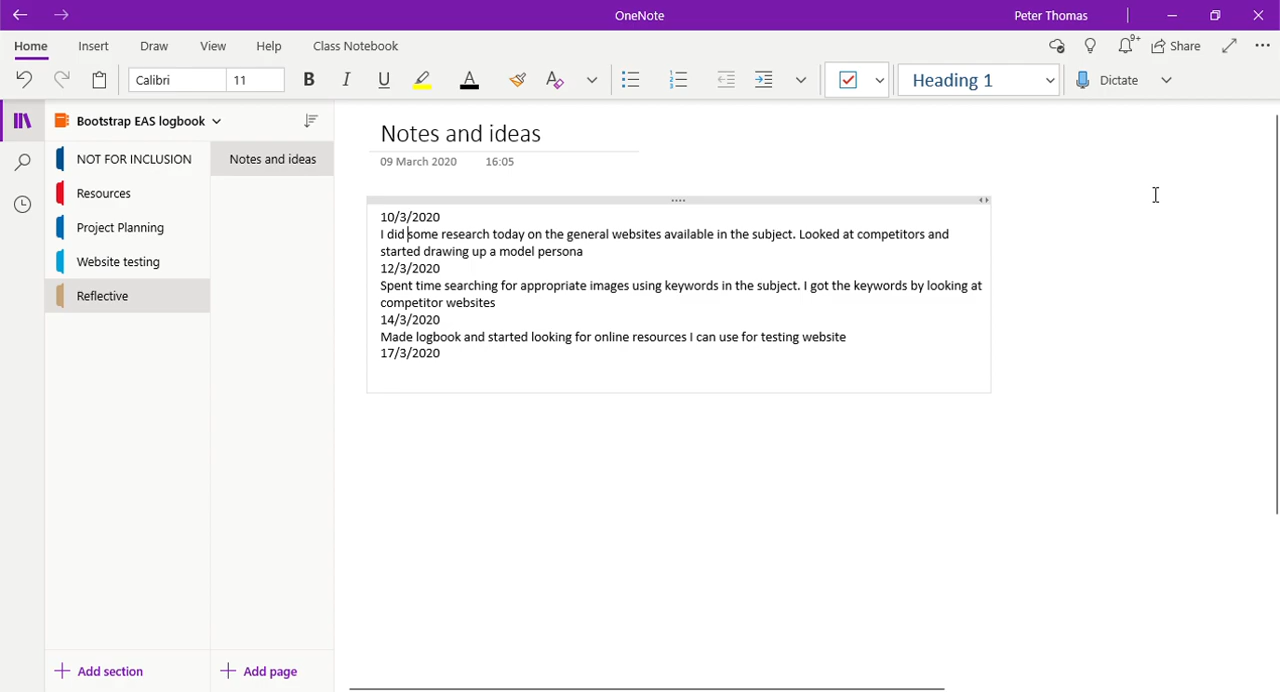 OneNote
Peter Thomas
Home
Insert
Draw
View
Help
Class Notebook
9+
Share
Calibri
11
B
I
U
A
A
Heading 1
Dictate
Bootstrap EAS logbook
NOT FOR INCLUSION
Resources
Project Planning
Website testing
Reflective
Add section
Notes and ideas
Add page
Notes and ideas
09 March 2020 16:05
10/3/2020
I did some research today on the general websites available in the subject. Looked at competitors and
started drawing up a model persona
12/3/2020
Spent time searching for appropriate images using keywords in the subject. I got the keywords by looking at
competitor websites
14/3/2020
Made logbook and started looking for online resources I can use for testing website
17/3/2020